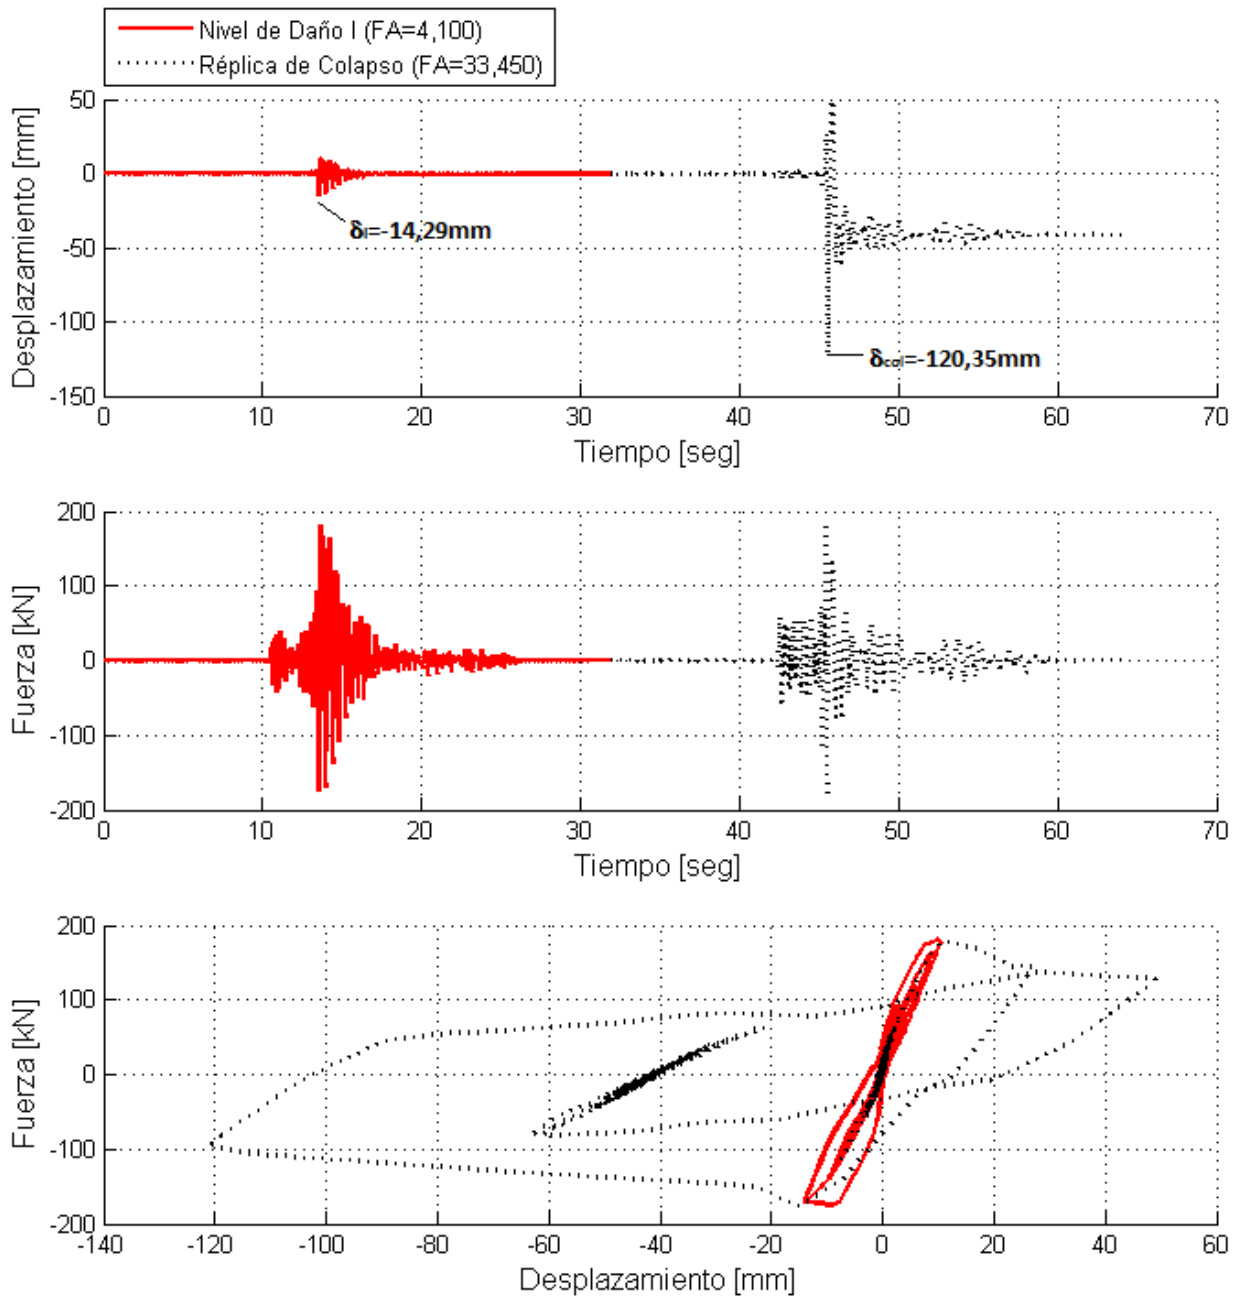 Nivel de Daño I (FA=4,100)
Réplica de Colapso (FA=33,450)
Desplazamiento [mm]
50
0
-50
-100
-150
δI=-14,29mm
δcol=-120,35mm
0 10 20 30 40 50 60 70
Tiempo [seg]
Fuerza [kN]
200
100
0
-100
-200
0 10 20 30 40 50 60 70
Tiempo [seg]
Fuerza [kN]
200
100
0
-100
-200
-140 -120 -100 -80 -60 -40 -20 0 20 40 60
Desplazamiento [mm]